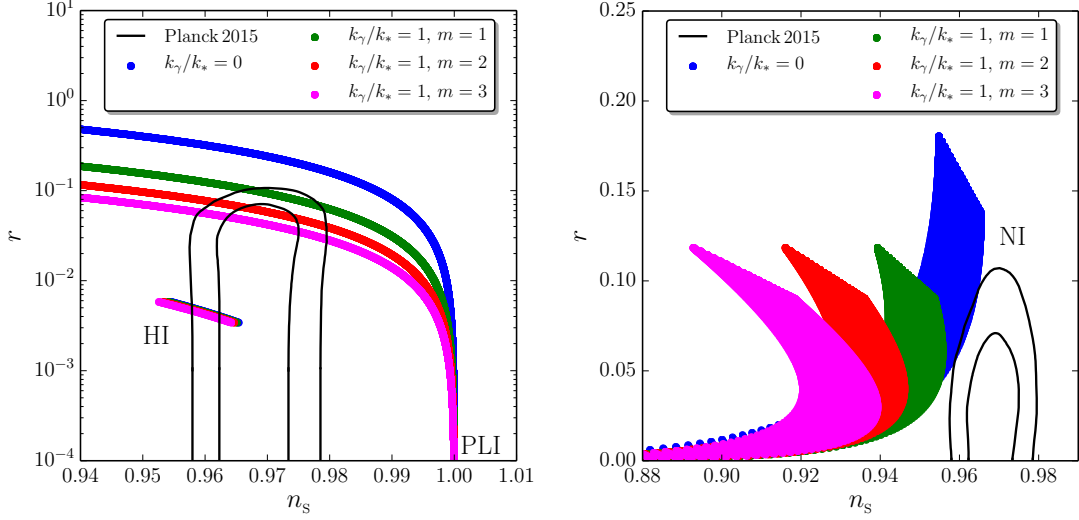 Planck 2015
k_γ/k_* = 0
k_γ/k_* = 1, m = 1
k_γ/k_* = 1, m = 2
k_γ/k_* = 1, m = 3
10^1
10^0
10^{-1}
10^{-2}
10^{-3}
10^{-4}
r
HI
PLI
0.94 0.95 0.96 0.97 0.98 0.99 1.00 1.01
n_s
Planck 2015
k_γ/k_* = 0
k_γ/k_* = 1, m = 1
k_γ/k_* = 1, m = 2
k_γ/k_* = 1, m = 3
0.25
0.20
0.15
0.10
0.05
0.00
r
NI
0.88 0.90 0.92 0.94 0.96 0.98
n_s